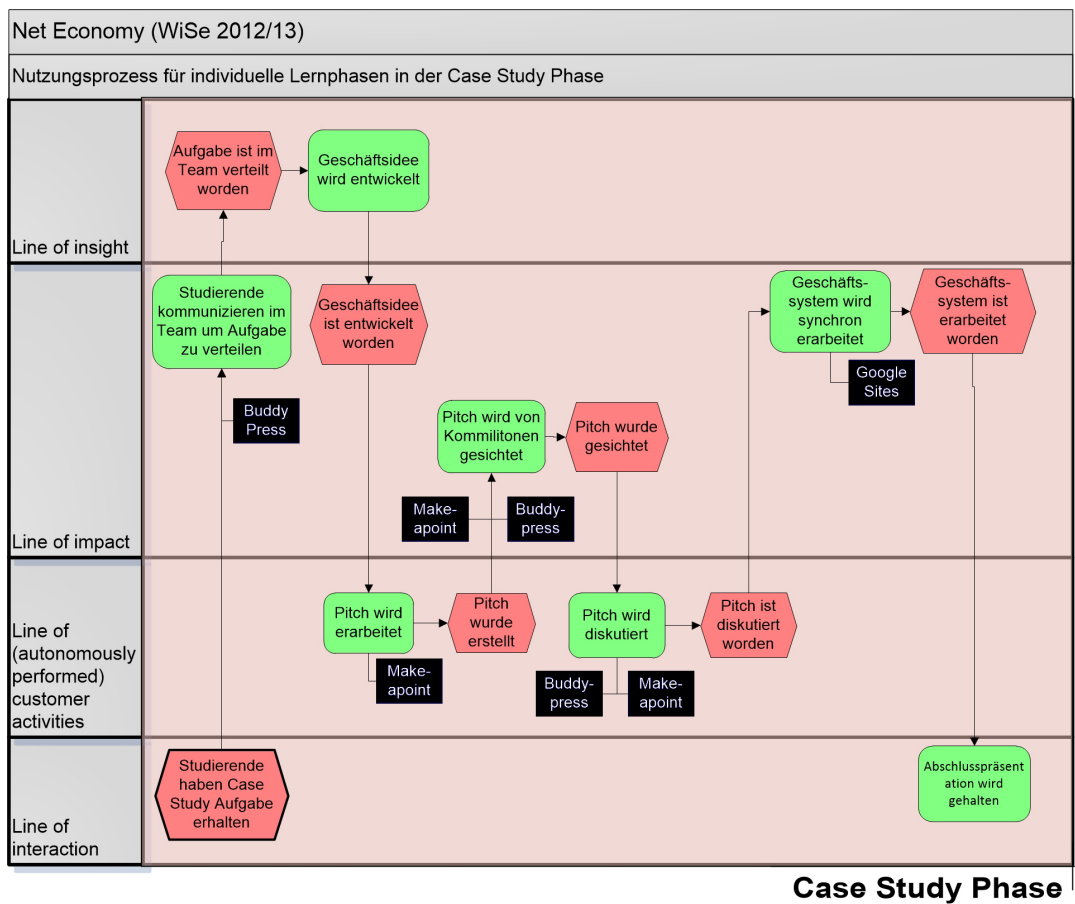 Net Economy (WiSe 2012/13)
Nutzungsprozess für individuelle Lernphasen in der Case Study Phase
Line of insight
Aufgabe ist im
Team verteilt
worden
Geschäftsidee
wird entwickelt
Line of impact
Studierende
kommunizieren im
Team um Aufgabe
zu verteilen
Buddy
Press
Geschäftsidee
ist entwickelt
worden
Pitch wird von
Kommilitonen
gesichtet
Make-
apoint
Buddy-
press
Pitch wurde
gesichtet
Geschäfts-
system wird
synchron
erarbeitet
Google
Sites
Geschäfts-
system ist
erarbeitet
worden
Line of
(autonomously
performed)
customer
activities
Pitch wird
erarbeitet
Make-
apoint
Pitch
wurde
erstellt
Pitch wird
diskutiert
Buddy-
press
Make-
apoint
Pitch ist
diskutiert
worden
Line of
interaction
Studierende
haben Case
Study Aufgabe
erhalten
Abschlusspräsent
ation wird
gehalten
Case Study Phase